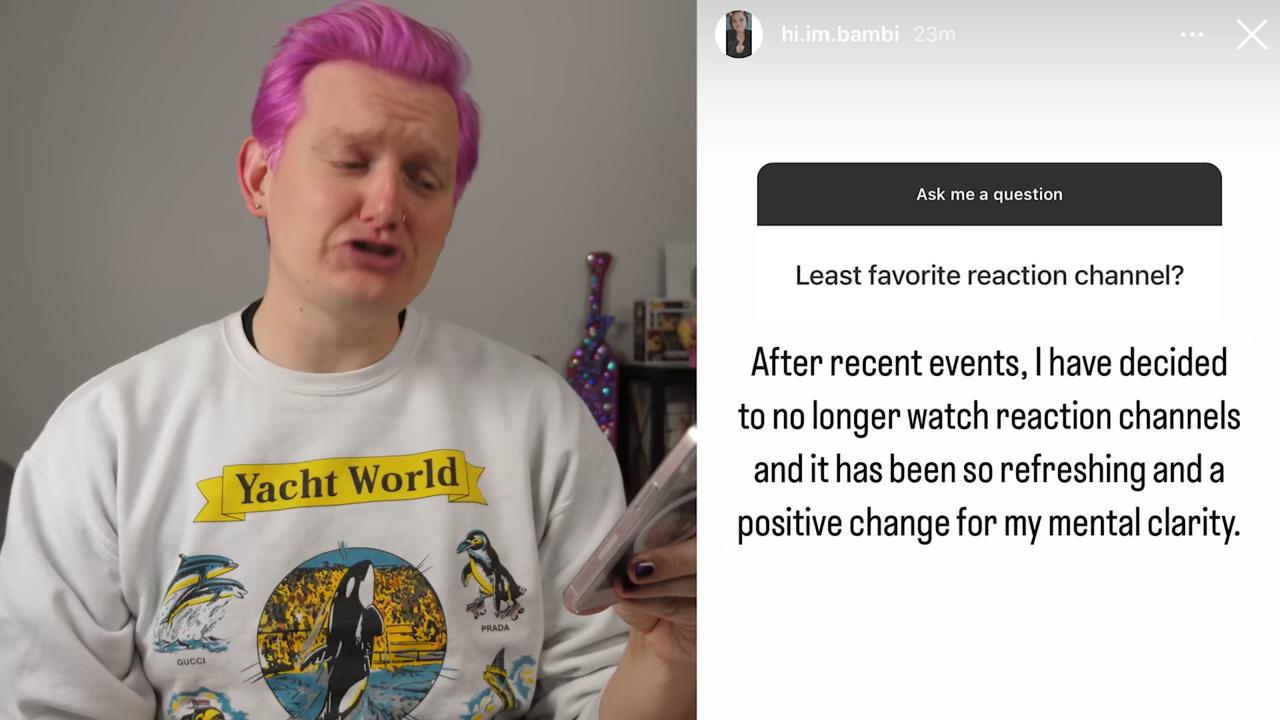 Yacht World
GUCCI
PRADA
hi.im.bambi 23m
Ask me a question
Least favorite reaction channel?
After recent events, I have decided
to no longer watch reaction channels
and it has been so refreshing and a
positive change for my mental clarity.